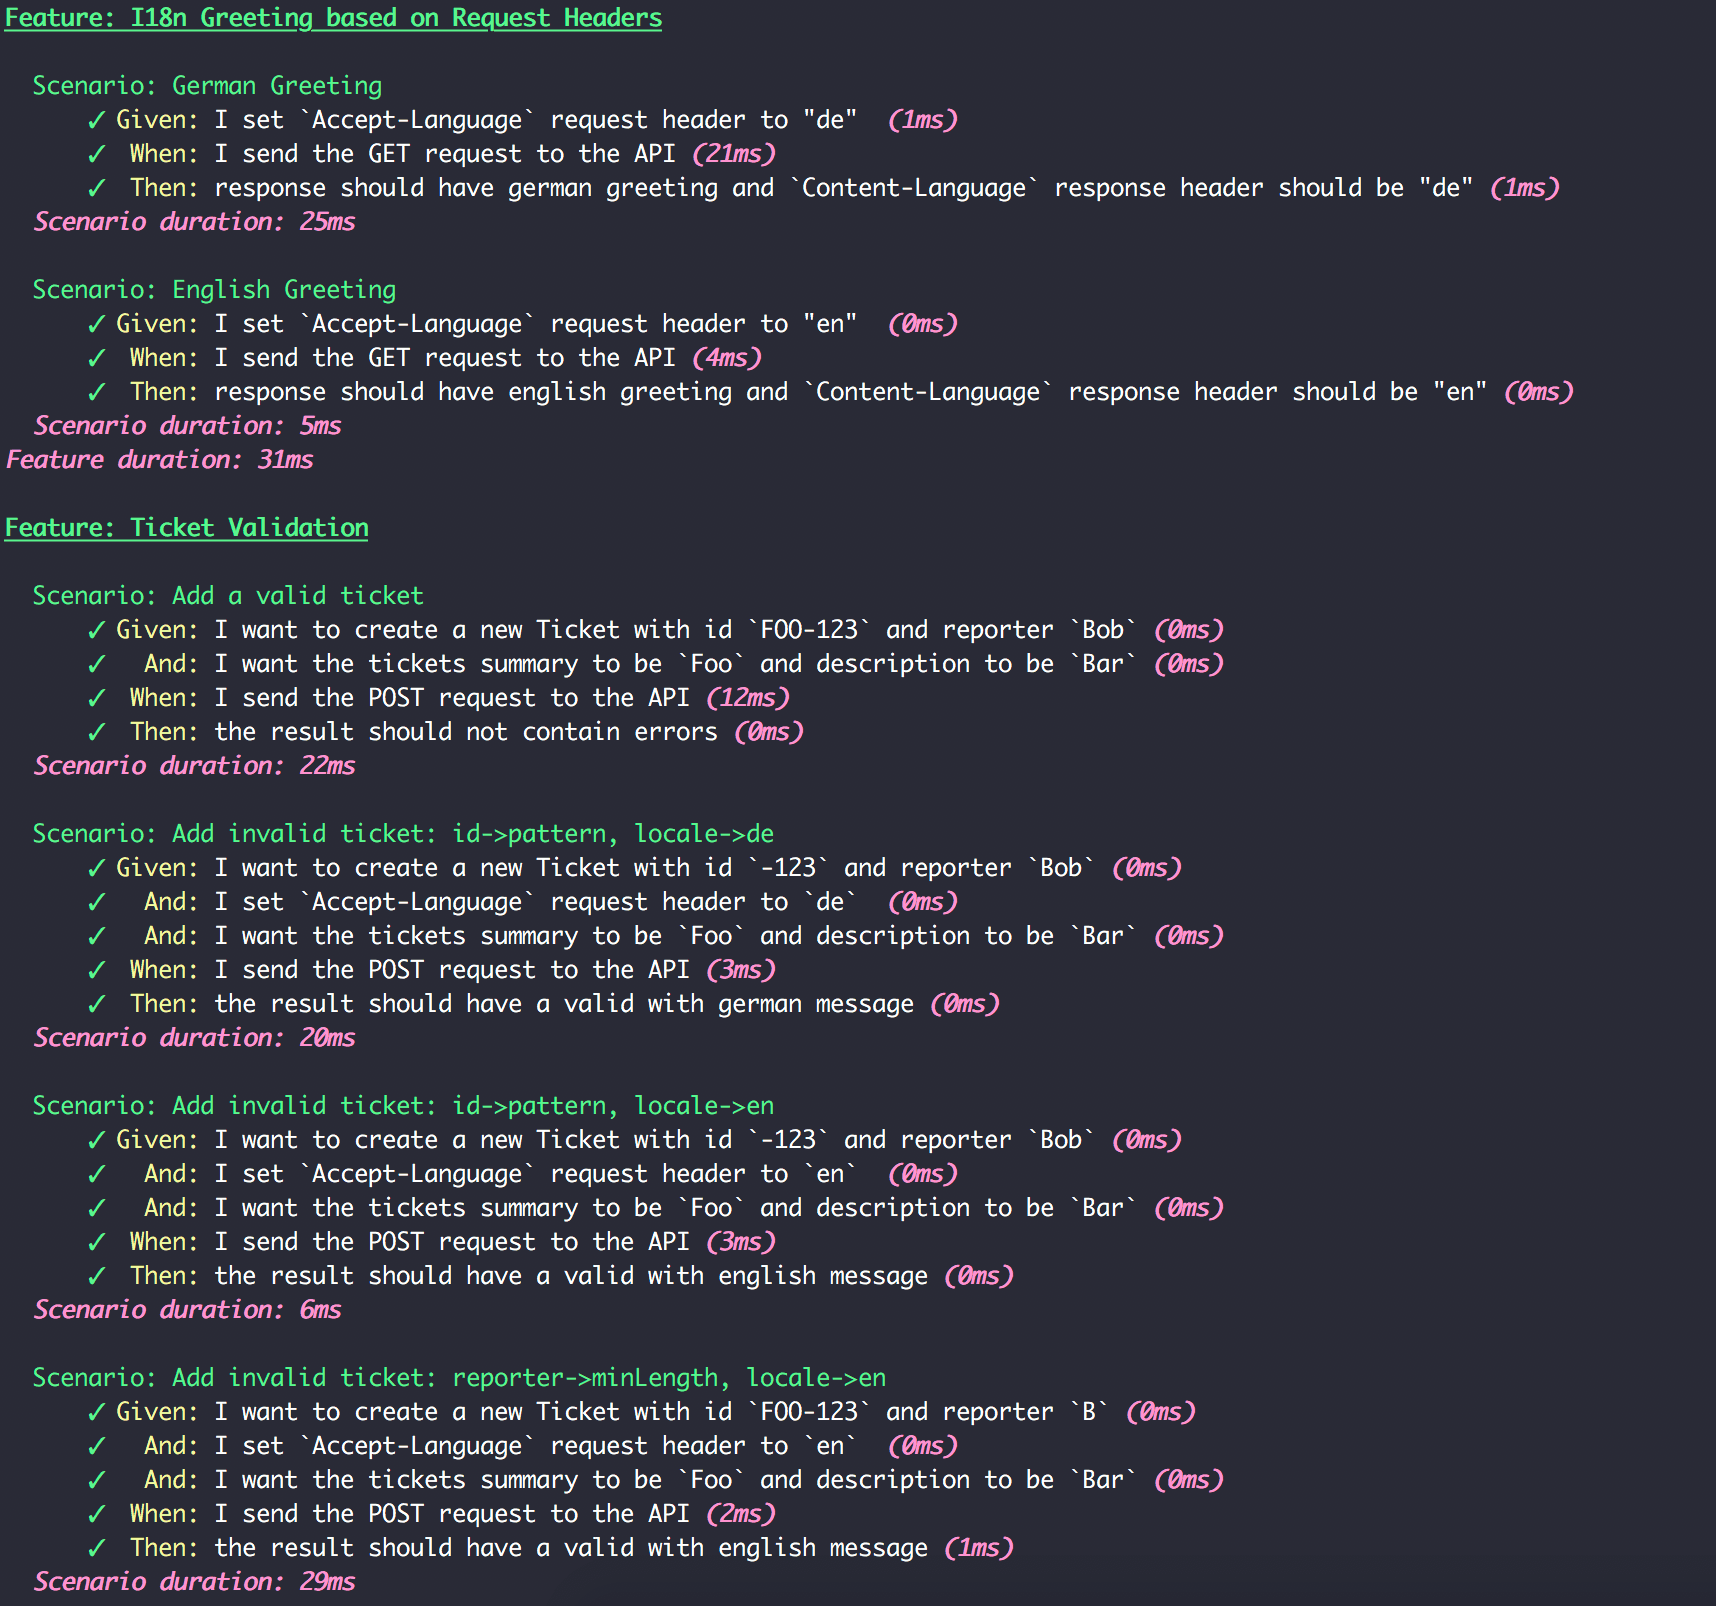 Feature: I18n Greeting based on Request Headers
Scenario: German Greeting
✓ Given: I set `Accept-Language` request header to "de" (1ms)
✓ When: I send the GET request to the API (21ms)
✓ Then: response should have german greeting and `Content-Language` response header should be "de" (1ms)
Scenario duration: 25ms
Scenario: English Greeting
✓ Given: I set `Accept-Language` request header to "en" (0ms)
✓ When: I send the GET request to the API (4ms)
✓ Then: response should have english greeting and `Content-Language` response header should be "en" (0ms)
Scenario duration: 5ms
Feature duration: 31ms
Feature: Ticket Validation
Scenario: Add a valid ticket
✓ Given: I want to create a new Ticket with id `FOO-123` and reporter `Bob` (0ms)
✓ And: I want the tickets summary to be `Foo` and description to be `Bar` (0ms)
✓ When: I send the POST request to the API (12ms)
✓ Then: the result should not contain errors (0ms)
Scenario duration: 22ms
Scenario: Add invalid ticket: id->pattern, locale->de
✓ Given: I want to create a new Ticket with id `-123` and reporter `Bob` (0ms)
✓ And: I set `Accept-Language` request header to `de` (0ms)
✓ And: I want the tickets summary to be `Foo` and description to be `Bar` (0ms)
✓ When: I send the POST request to the API (3ms)
✓ Then: the result should have a valid with german message (0ms)
Scenario duration: 20ms
Scenario: Add invalid ticket: id->pattern, locale->en
✓ Given: I want to create a new Ticket with id `-123` and reporter `Bob` (0ms)
✓ And: I set `Accept-Language` request header to `en` (0ms)
✓ And: I want the tickets summary to be `Foo` and description to be `Bar` (0ms)
✓ When: I send the POST request to the API (3ms)
✓ Then: the result should have a valid with english message (0ms)
Scenario duration: 6ms
Scenario: Add invalid ticket: reporter->minLength, locale->en
✓ Given: I want to create a new Ticket with id `FOO-123` and reporter `B` (0ms)
✓ And: I set `Accept-Language` request header to `en` (0ms)
✓ And: I want the tickets summary to be `Foo` and description to be `Bar` (0ms)
✓ When: I send the POST request to the API (2ms)
✓ Then: the result should have a valid with english message (1ms)
Scenario duration: 29ms